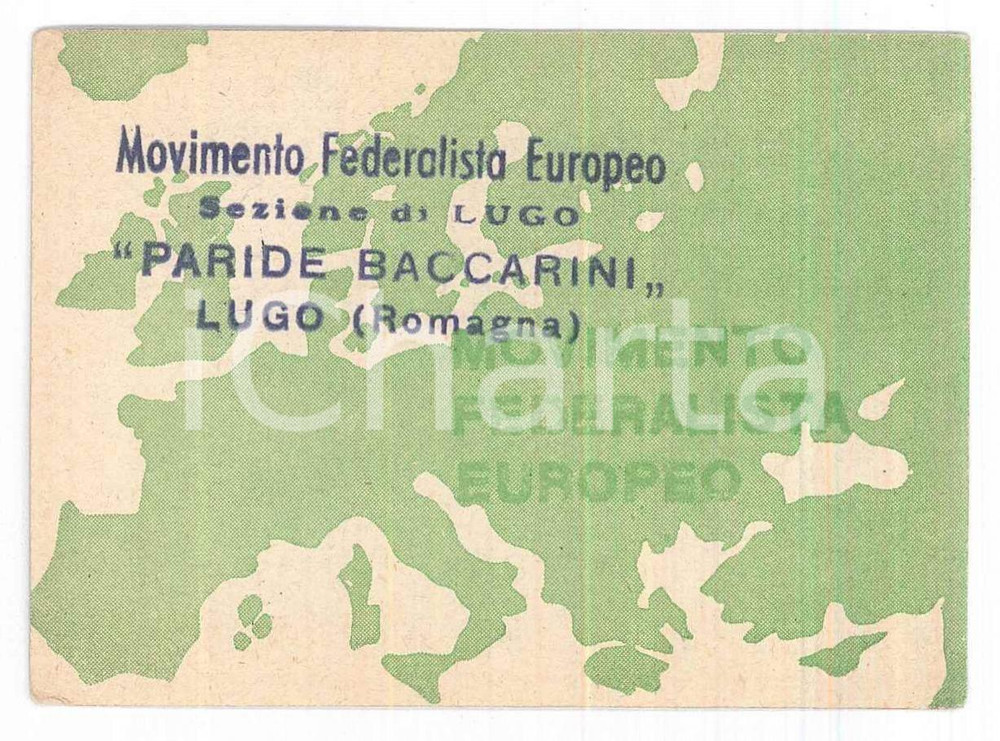 Movimento Federalista Europeo
Sezione di LUGO
"PARIDE BACCARINI„
LUGO (Romagna)
MOVIMENTO
FEDERALISTA
EUROPEO
iCharta